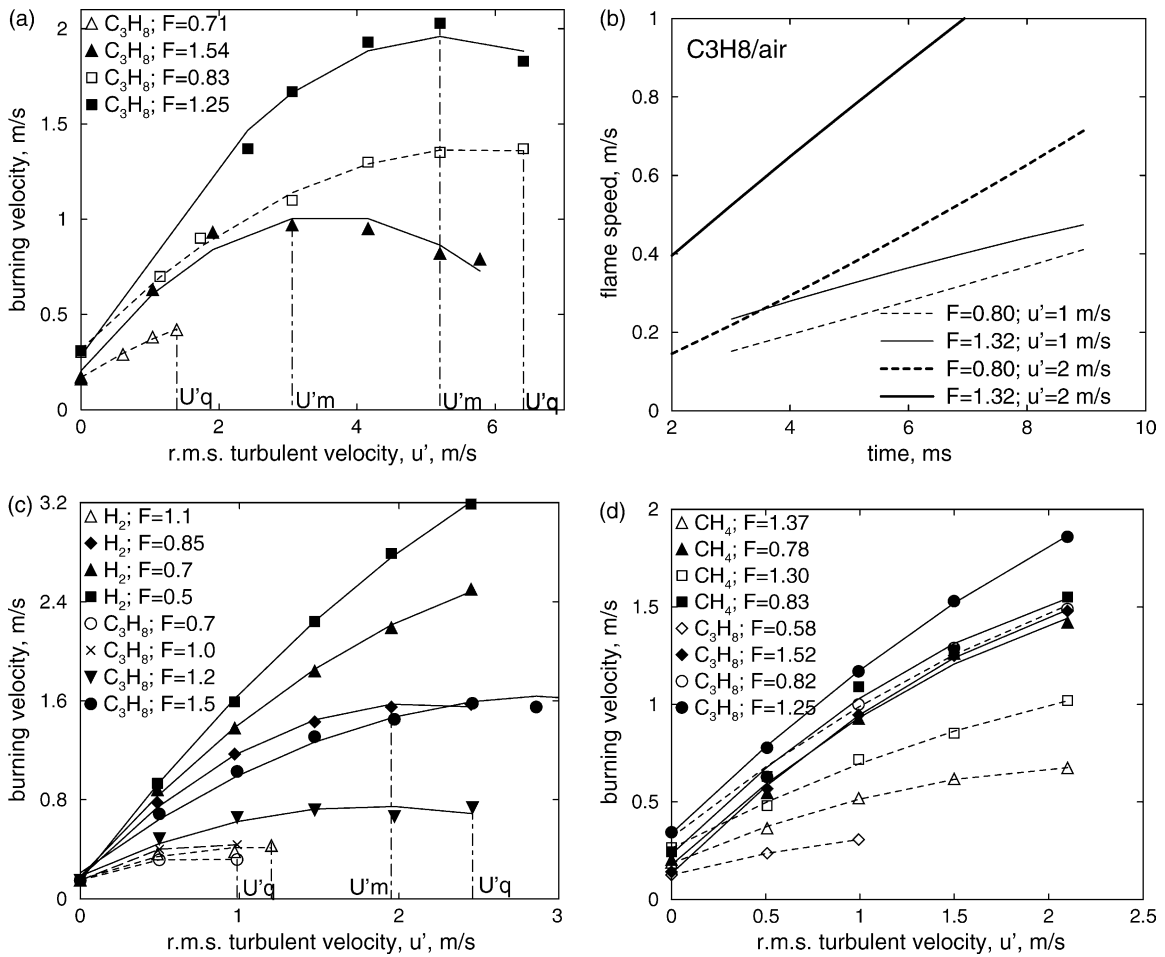 (a)
2
1.5
1
0.5
0
burning velocity, m/s
C3H8; F=0.71
C3H8; F=1.54
C3H8; F=0.83
C3H8; F=1.25
U'q
U'm
U'm
U'q
0
2
4
6
r.m.s. turbulent velocity, u', m/s
(b)
1
0.8
0.6
0.4
0.2
0
flame speed, m/s
C3H8/air
F=0.80; u'=1 m/s
F=1.32; u'=1 m/s
F=0.80; u'=2 m/s
F=1.32; u'=2 m/s
2
4
6
8
10
time, ms
(c)
3.2
2.4
1.6
0.8
0
burning velocity, m/s
H2; F=1.1
H2; F=0.85
H2; F=0.7
H2; F=0.5
C3H8; F=0.7
C3H8; F=1.0
C3H8; F=1.2
C3H8; F=1.5
U'q
U'm
U'q
0
1
2
3
r.m.s. turbulent velocity, u', m/s
(d)
2
1.5
1
0.5
0
burning velocity, m/s
CH4; F=1.37
CH4; F=0.78
CH4; F=1.30
CH4; F=0.83
C3H8; F=0.58
C3H8; F=1.52
C3H8; F=0.82
C3H8; F=1.25
0
0.5
1
1.5
2
2.5
r.m.s. turbulent velocity, u', m/s